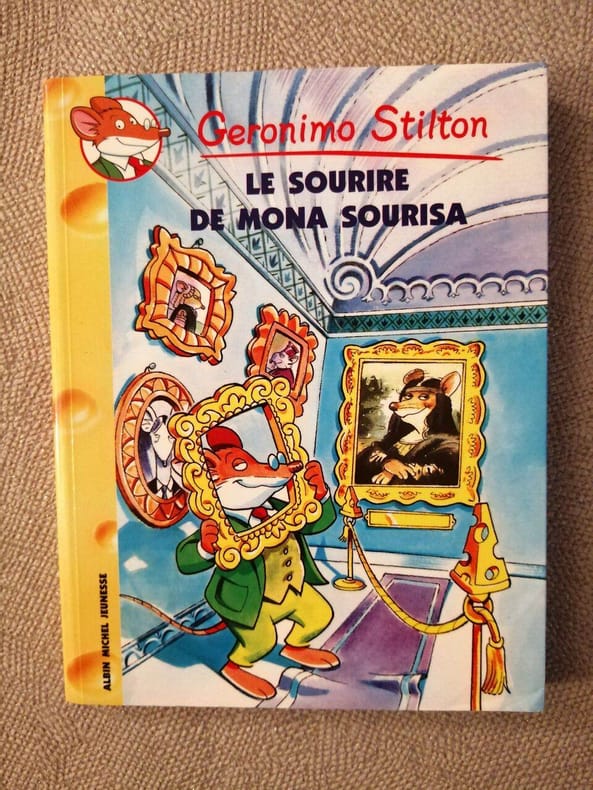 Geronimo Stilton
LE SOURIRE
DE MONA SOURISA
ALBIN MICHEL JEUNESSE